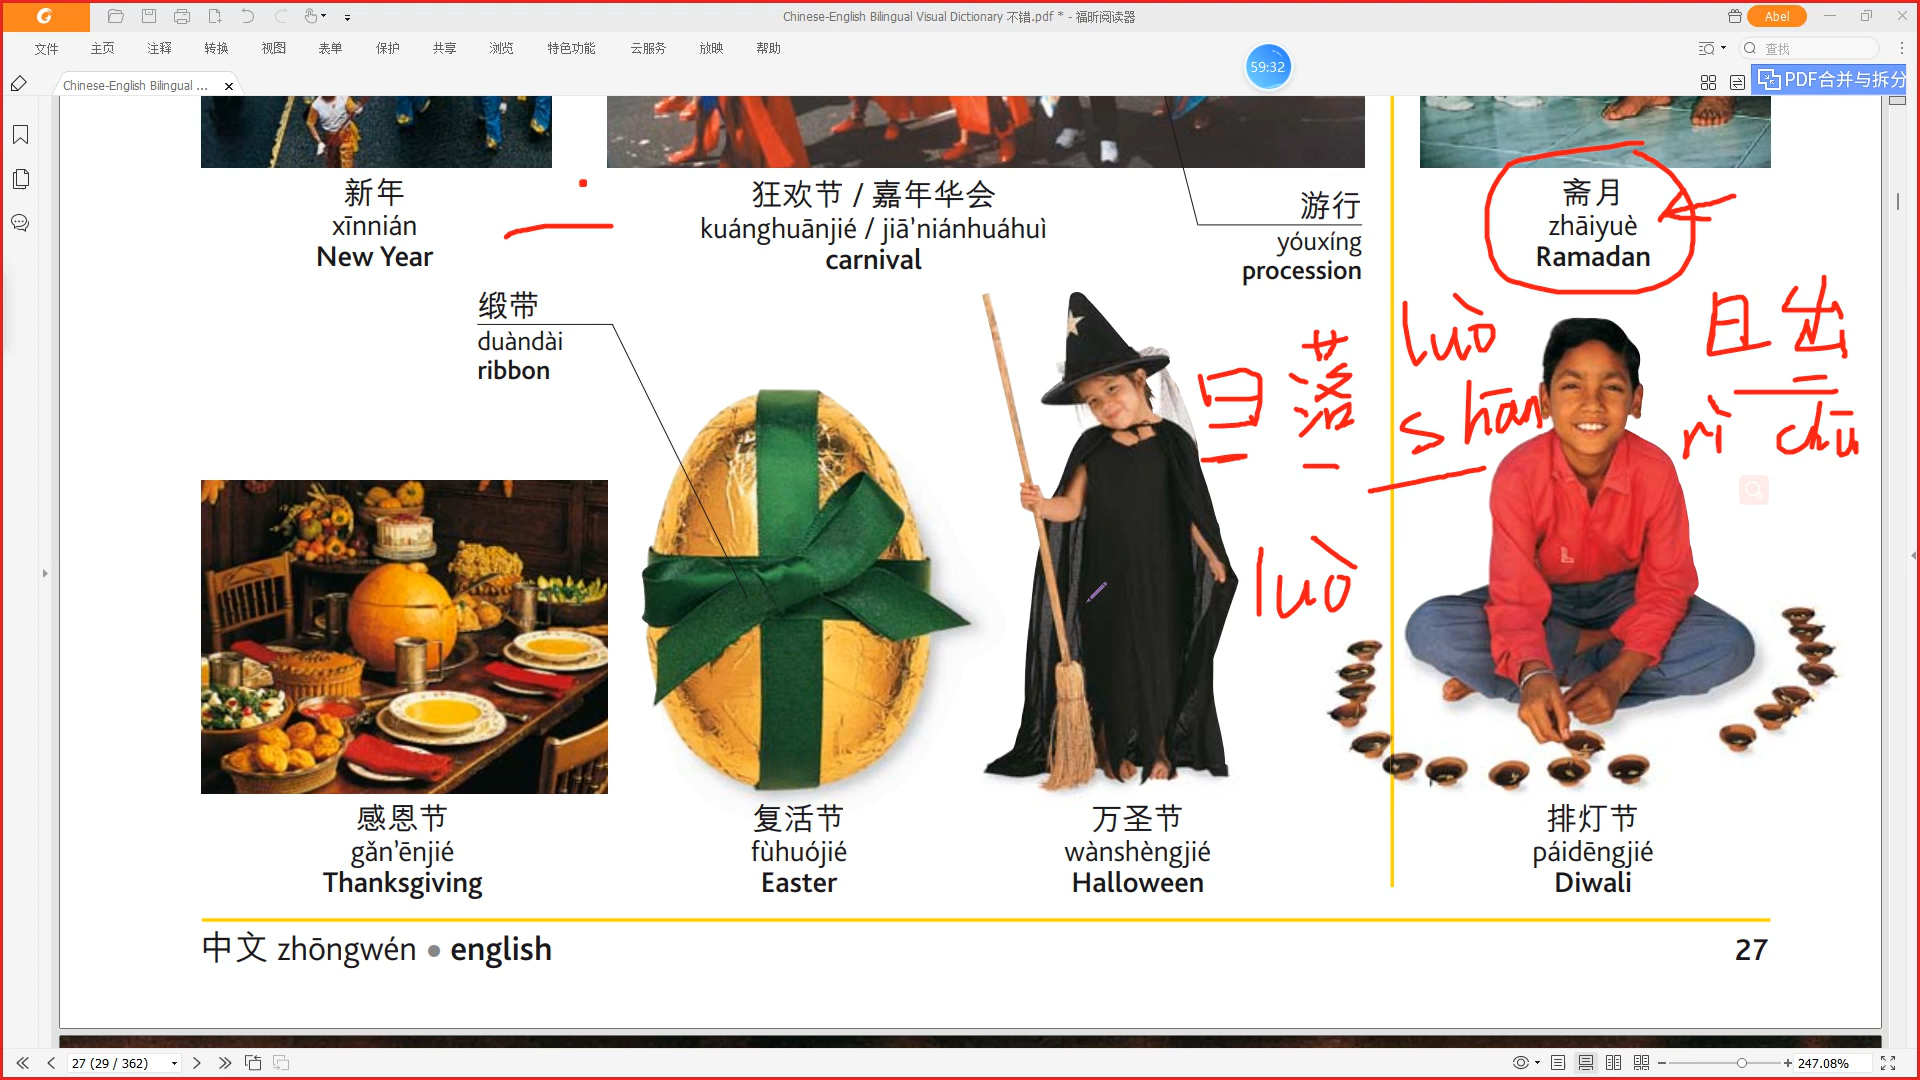 Chinese-English Bilingual Visual Dictionary 不错.pdf * - 福昕阅读器
Abel
文件 主页 注释 转换 视图 表单 保护 共享 浏览 特色功能 云服务 放映 帮助
查找
59:32
Chinese-English Bilingual ...
PDF合并与拆分
新年
xīnnián
New Year
狂欢节 / 嘉年华会
kuánghuānjié / jiā’niánhuáhuì
carnival
游行
yóuxíng
procession
斋月
zhāiyuè
Ramadan
缎带
duàndài
ribbon
日落
luò
shān
luò
日出
rì chū
感恩节
gǎn’ēnjié
Thanksgiving
复活节
fùhuójié
Easter
万圣节
wànshèngjié
Halloween
排灯节
páidēngjié
Diwali
中文 zhōngwén ● english
27
27 (29 / 362)
247.08%